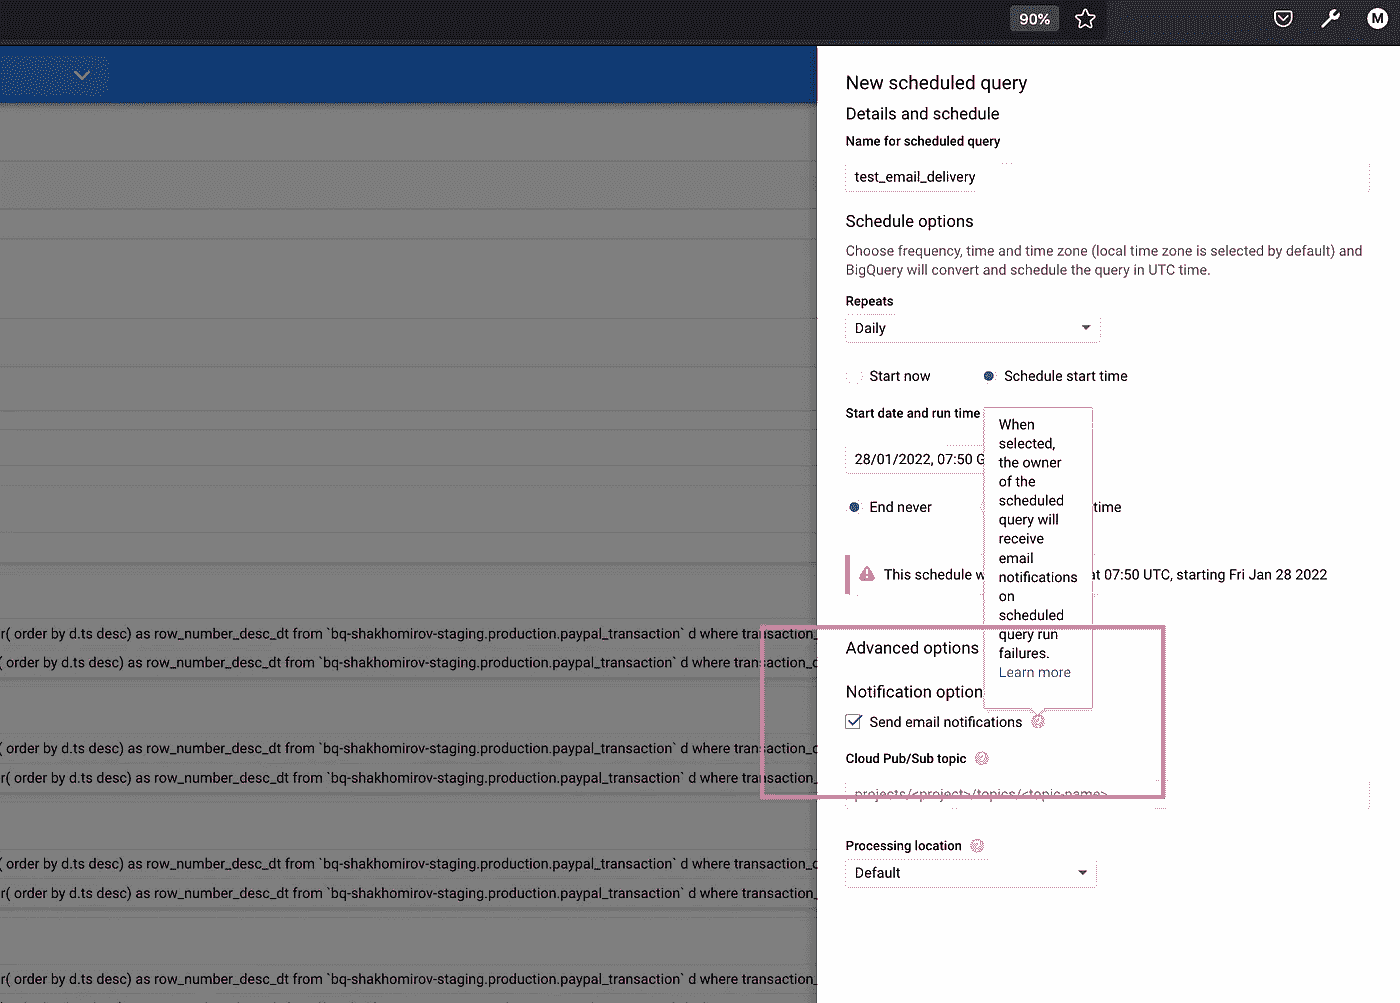 90%
M
New scheduled query
Details and schedule
Name for scheduled query
test_email_delivery
Schedule options
Choose frequency, time and time zone (local time zone is selected by default) and
BigQuery will convert and schedule the query in UTC time.
Repeats
Daily
Start now
Schedule start time
Start date and run time
28/01/2022, 07:50 G
End never
time
This schedule w
at 07:50 UTC, starting Fri Jan 28 2022
When
selected,
the owner
of the
scheduled
query will
receive
email
notifications
on
scheduled
query run
failures.
Learn more
Advanced options
Notification option
Send email notifications
Cloud Pub/Sub topic
projects/<project>/topics/<topic-name>
Processing location
Default
r( order by d.ts desc) as row_number_desc_dt from `bq-shakhomirov-staging.production.paypal_transaction` d where transaction_
( order by d.ts desc) as row_number_desc_dt from `bq-shakhomirov-staging.production.paypal_transaction` d where transaction_c
r( order by d.ts desc) as row_number_desc_dt from `bq-shakhomirov-staging.production.paypal_transaction` d where transaction_
( order by d.ts desc) as row_number_desc_dt from `bq-shakhomirov-staging.production.paypal_transaction` d where transaction_c
r( order by d.ts desc) as row_number_desc_dt from `bq-shakhomirov-staging.production.paypal_transaction` d where transaction_
( order by d.ts desc) as row_number_desc_dt from `bq-shakhomirov-staging.production.paypal_transaction` d where transaction_c
r( order by d.ts desc) as row_number_desc_dt from `bq-shakhomirov-staging.production.paypal_transaction` d where transaction_